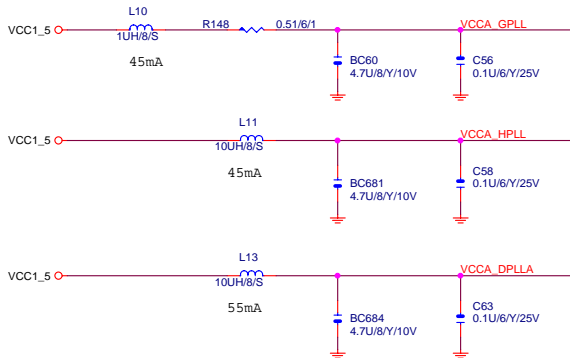 L10
R148 0.51/6/1
VCC1_5 VCCA_GPLL
1UH/8/S
45mA
BC60 C56
4.7U/8/Y/10V 0.1U/6/Y/25V
L11
VCC1_5 VCCA_HPLL
10UH/8/S
45mA
BC681 C58
4.7U/8/Y/10V 0.1U/6/Y/25V
L13
VCC1_5 VCCA_DPLLA
10UH/8/S
55mA
BC684 C63
4.7U/8/Y/10V 0.1U/6/Y/25V